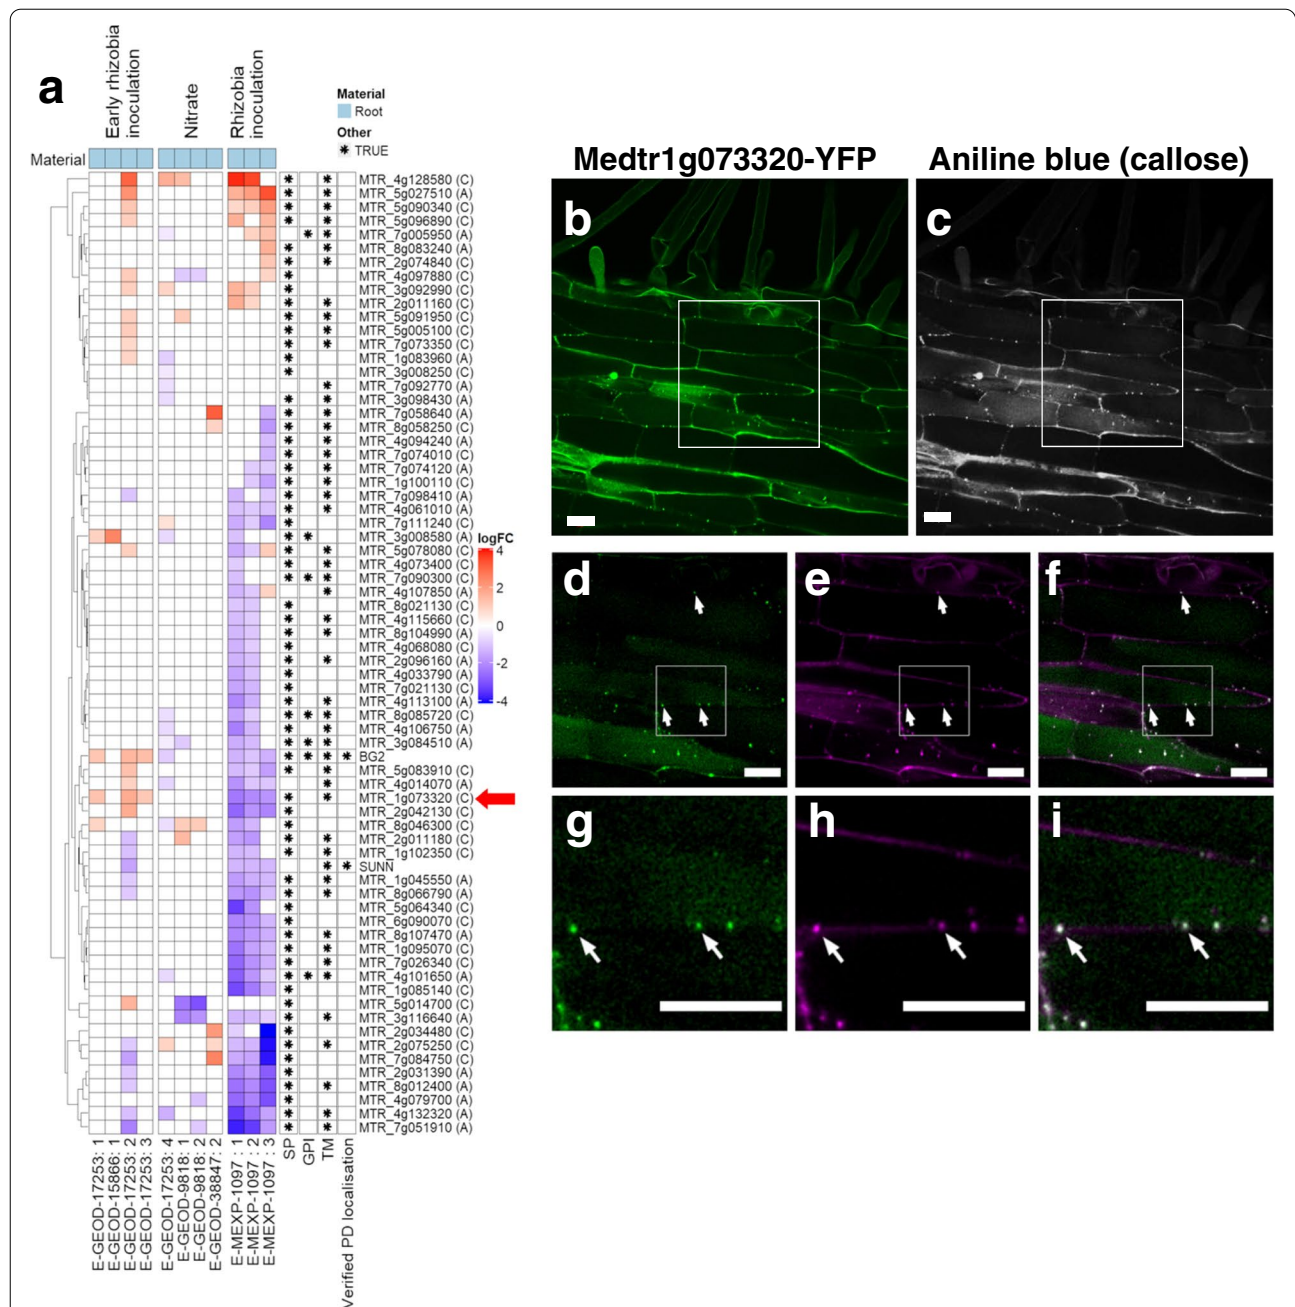 a
Early rhizobia
inoculation
Nitrate
Rhizobia
inoculation
Material
Root
Other
TRUE
Material
MTR_4g128580 (C)
MTR_5g027510 (A)
MTR_5g090340 (C)
MTR_5g096890 (C)
MTR_7g005950 (A)
MTR_8g083240 (A)
MTR_2g074840 (C)
MTR_4g097880 (C)
MTR_3g092990 (C)
MTR_2g011160 (C)
MTR_5g091950 (C)
MTR_5g005100 (C)
MTR_7g073350 (C)
MTR_1g083960 (A)
MTR_3g008250 (C)
MTR_7g092770 (A)
MTR_3g098430 (A)
MTR_7g058640 (A)
MTR_8g058250 (C)
MTR_4g094240 (A)
MTR_7g074010 (C)
MTR_7g074120 (A)
MTR_1g100110 (C)
MTR_7g098410 (A)
MTR_4g061010 (A)
MTR_7g111240 (C)
MTR_3g008580 (A)
MTR_5g078080 (C)
MTR_4g073400 (C)
MTR_7g090300 (C)
MTR_4g107850 (A)
MTR_8g021130 (C)
MTR_4g115660 (C)
MTR_8g104990 (A)
MTR_4g068080 (C)
MTR_2g096160 (A)
MTR_4g033790 (A)
MTR_7g021130 (C)
MTR_4g113100 (A)
MTR_8g085720 (C)
MTR_4g106750 (A)
MTR_3g084510 (A)
BG2
MTR_5g083910 (C)
MTR_4g014070 (A)
MTR_1g073320 (C)
MTR_2g042130 (C)
MTR_8g046300 (C)
MTR_2g011180 (C)
MTR_1g102350 (C)
SUNN
MTR_1g045550 (A)
MTR_8g066790 (A)
MTR_5g064340 (C)
MTR_6g090070 (C)
MTR_8g107470 (A)
MTR_1g095070 (C)
MTR_7g026340 (C)
MTR_4g101650 (A)
MTR_1g085140 (C)
MTR_5g014700 (C)
MTR_3g116640 (A)
MTR_2g034480 (C)
MTR_2g075250 (C)
MTR_7g084750 (C)
MTR_2g031390 (A)
MTR_8g012400 (A)
MTR_4g079700 (A)
MTR_4g132320 (A)
MTR_7g051910 (A)
logFC
4
2
0
-2
-4
E-GEOD-17253: 1
E-GEOD-15866: 1
E-GEOD-17253: 2
E-GEOD-17253: 3
E-GEOD-17253: 4
E-GEOD-9818: 1
E-GEOD-9818: 2
E-GEOD-38847: 2
E-MEXP-1097 : 1
E-MEXP-1097 : 2
E-MEXP-1097 : 3
SP
GPI
TM
Verified PD localisation
Medtr1g073320-YFP
Aniline blue (callose)
b
c
d
e
f
g
h
i